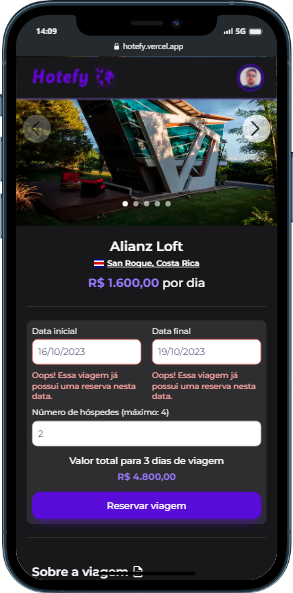 14:09
5G
hotefy.vercel.app
Hotefy
Alianz Loft
San Roque, Costa Rica
R$ 1.600,00 por dia
Data inicial
Data final
16/10/2023
19/10/2023
Oops! Essa viagem já
possui uma reserva nesta
data.
Oops! Essa viagem já
possui uma reserva nesta
data.
Número de hóspedes (máximo: 4)
2
Valor total para 3 dias de viagem
R$ 4.800,00
Reservar viagem
Sobre a viagem